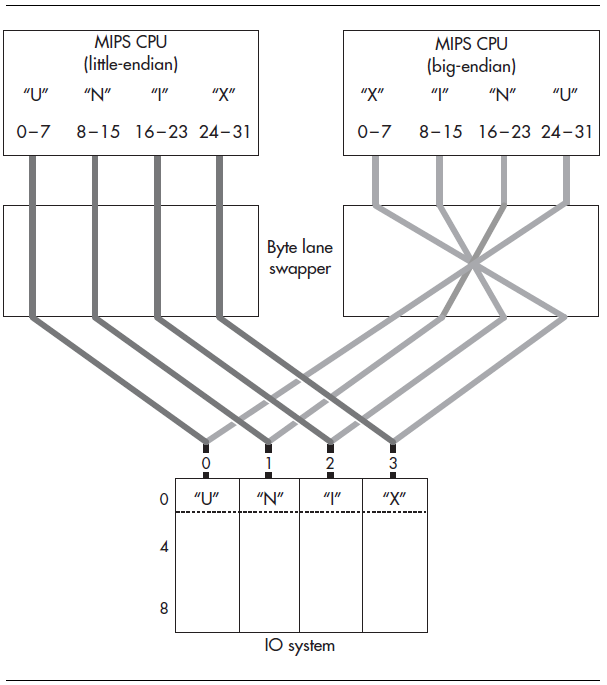 MIPS CPU
(little-endian)
“U” “N” “I” “X”
0–7 8–15 16–23 24–31
MIPS CPU
(big-endian)
“X” “I” “N” “U”
0–7 8–15 16–23 24–31
Byte lane
swapper
0 1 2 3
0 “U” “N” “I” “X”
4
8
IO system